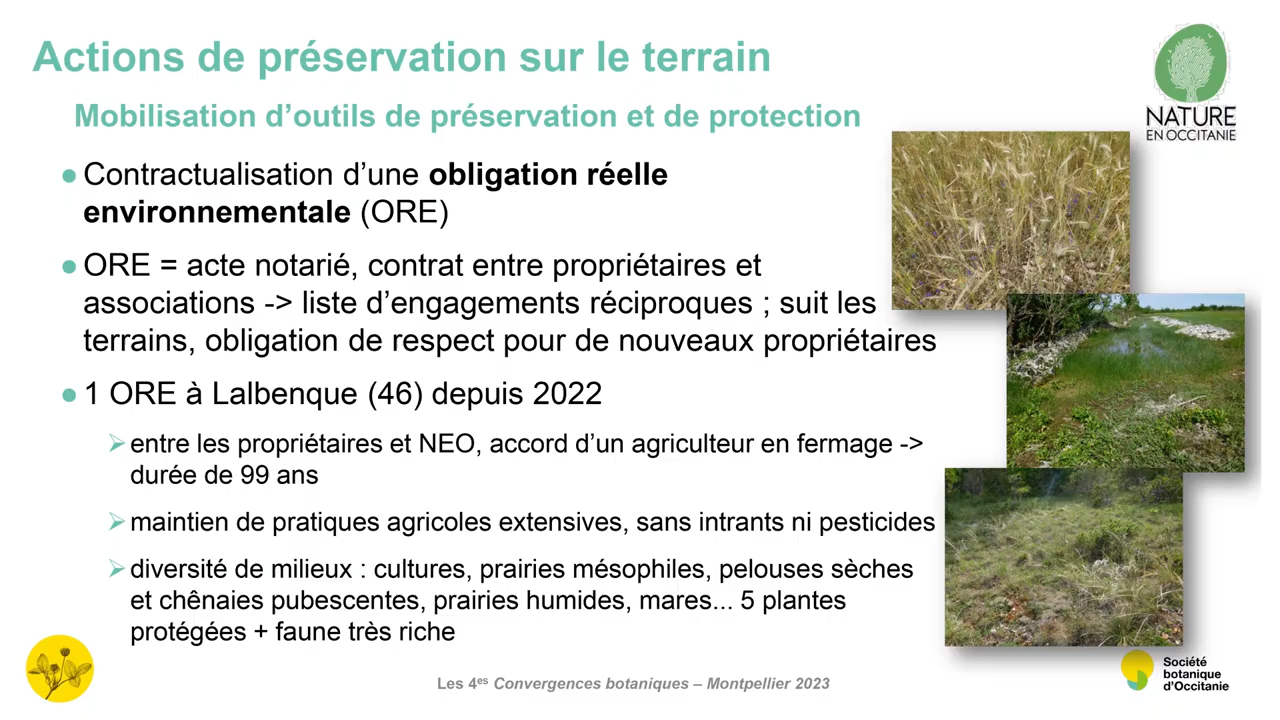 Actions de préservation sur le terrain
Mobilisation d’outils de préservation et de protection
NATURE
EN OCCITANIE
● Contractualisation d’une obligation réelle
environnementale (ORE)
● ORE = acte notarié, contrat entre propriétaires et
associations -> liste d’engagements réciproques ; suit les
terrains, obligation de respect pour de nouveaux propriétaires
● 1 ORE à Lalbenque (46) depuis 2022
➢ entre les propriétaires et NEO, accord d’un agriculteur en fermage ->
durée de 99 ans
➢ maintien de pratiques agricoles extensives, sans intrants ni pesticides
➢ diversité de milieux : cultures, prairies mésophiles, pelouses sèches
et chênaies pubescentes, prairies humides, mares... 5 plantes
protégées + faune très riche
Les 4es Convergences botaniques – Montpellier 2023
Société
botanique
d’Occitanie